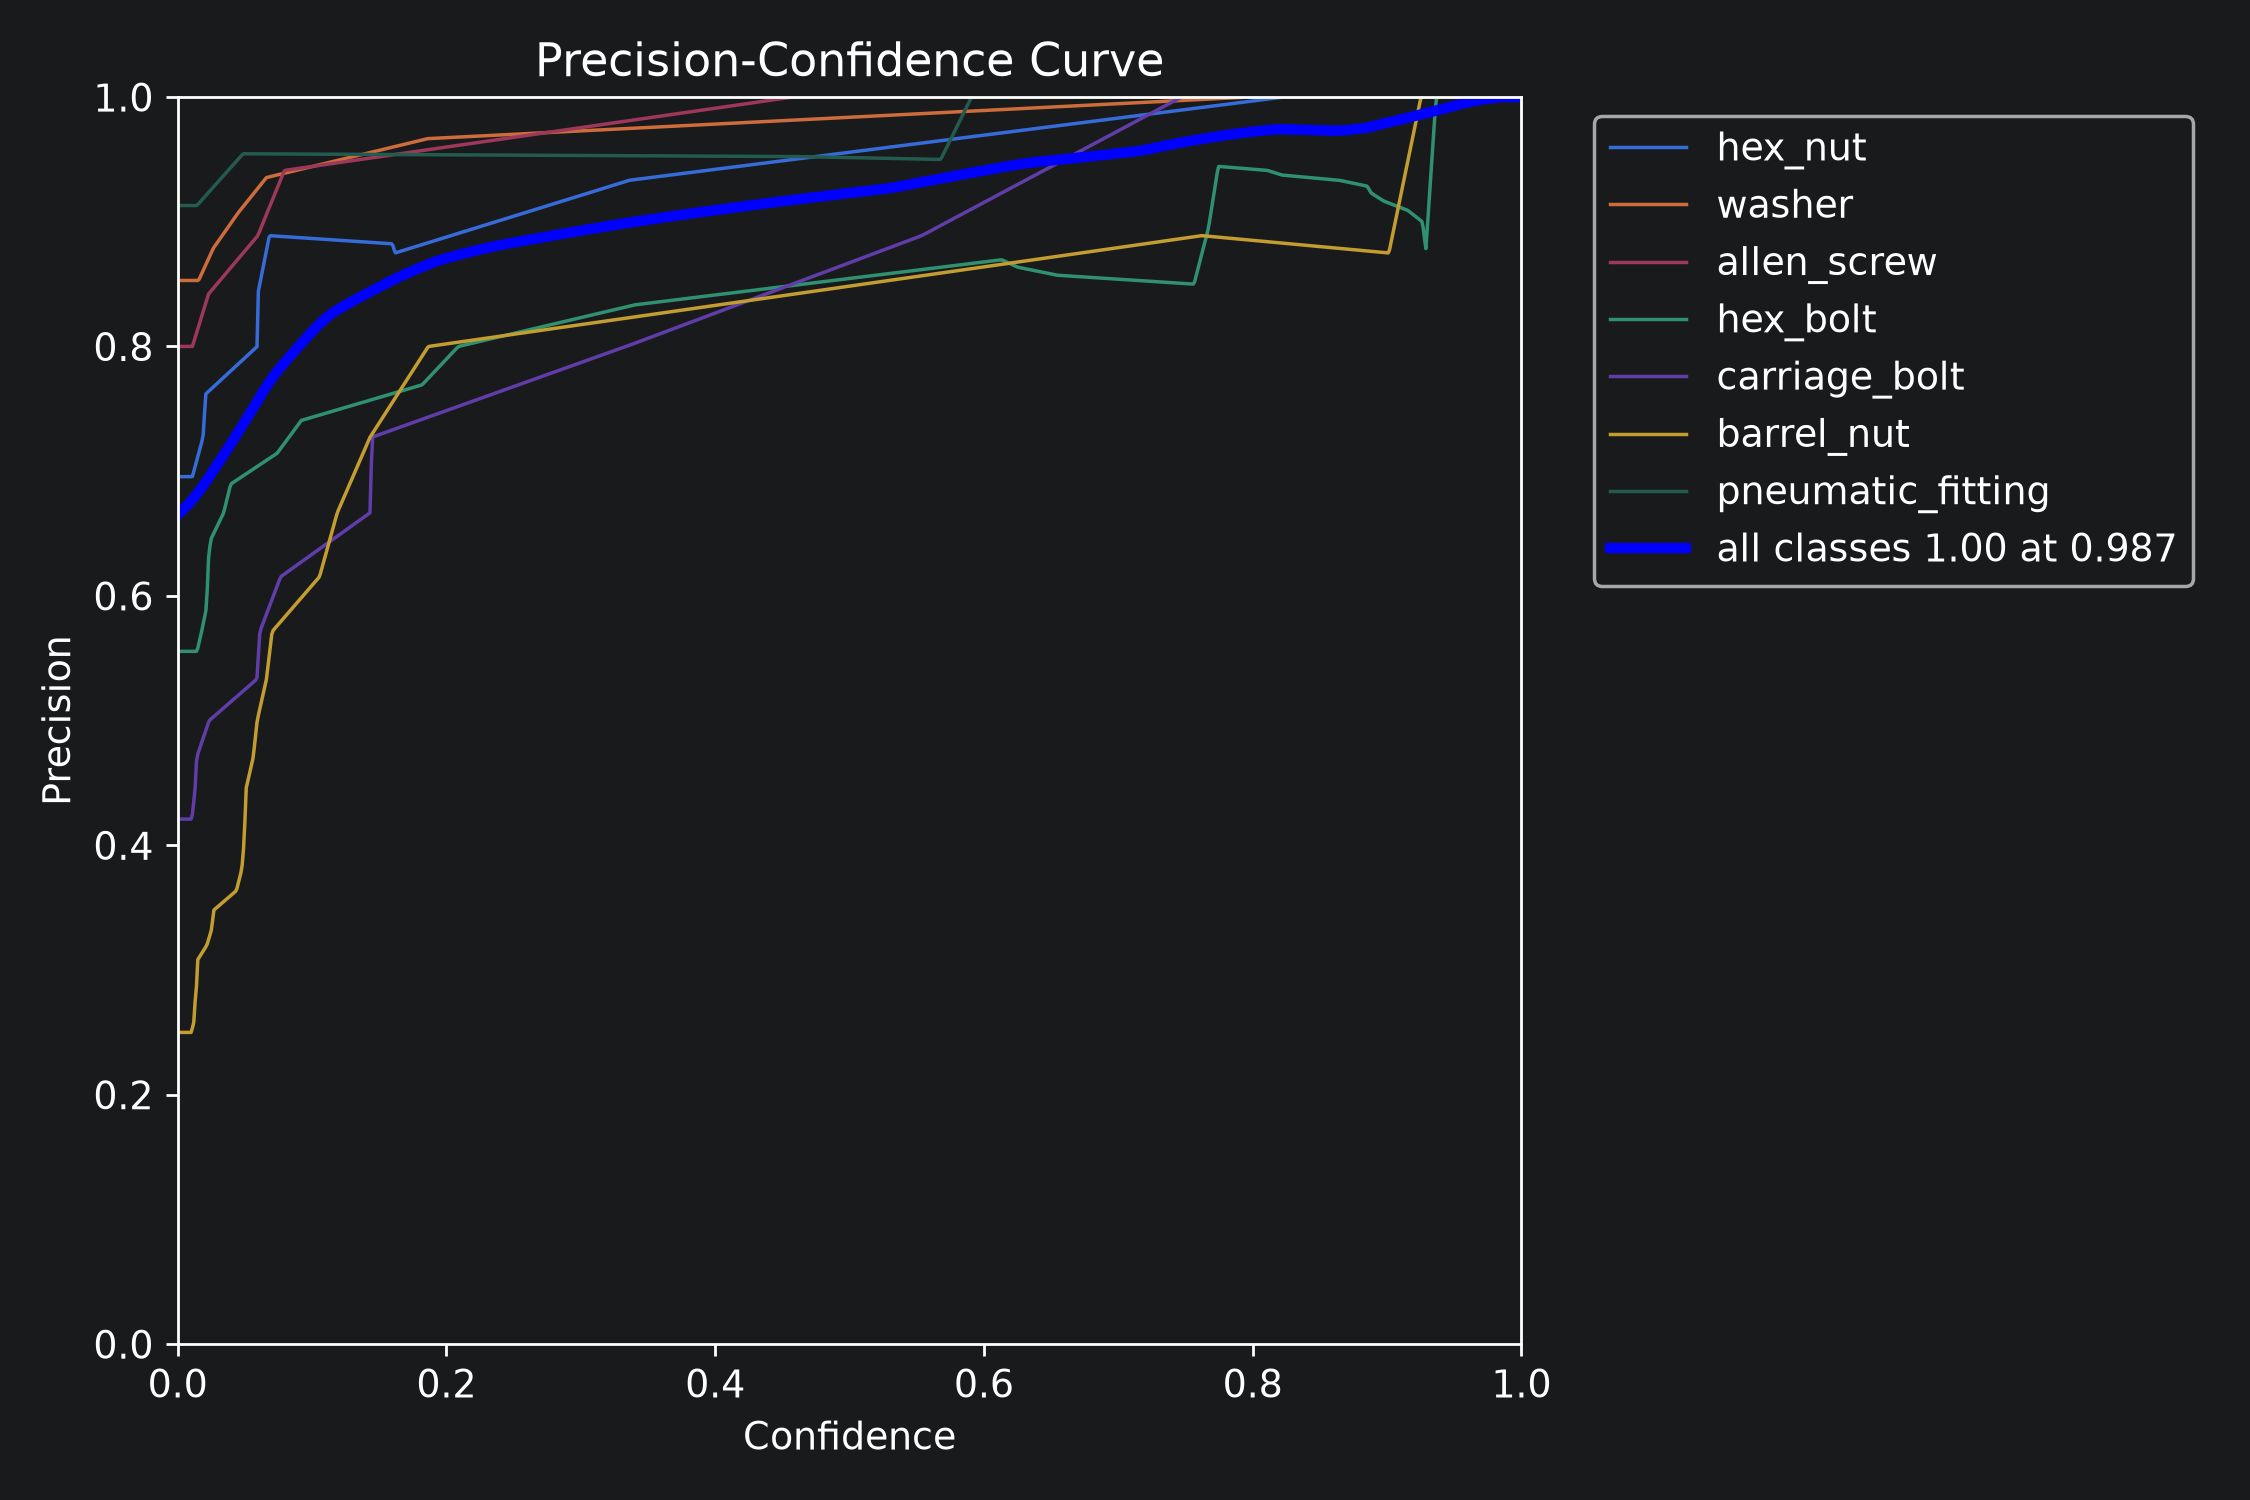 Precision-Confidence Curve
1.0
0.8
0.6
0.4
0.2
0.0
Precision
0.0 0.2 0.4 0.6 0.8 1.0
Confidence
hex_nut
washer
allen_screw
hex_bolt
carriage_bolt
barrel_nut
pneumatic_fitting
all classes 1.00 at 0.987